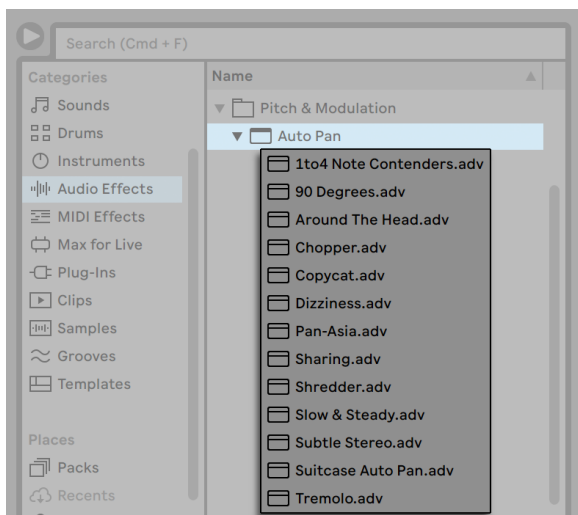 Search (Cmd + F)
Categories
Sounds
Drums
Instruments
Audio Effects
MIDI Effects
Max for Live
Plug-Ins
Clips
Samples
Grooves
Templates
Places
Packs
Recents
Name
Pitch & Modulation
Auto Pan
1to4 Note Contenders.adv
90 Degrees.adv
Around The Head.adv
Chopper.adv
Copycat.adv
Dizziness.adv
Pan-Asia.adv
Sharing.adv
Shredder.adv
Slow & Steady.adv
Subtle Stereo.adv
Suitcase Auto Pan.adv
Tremolo.adv